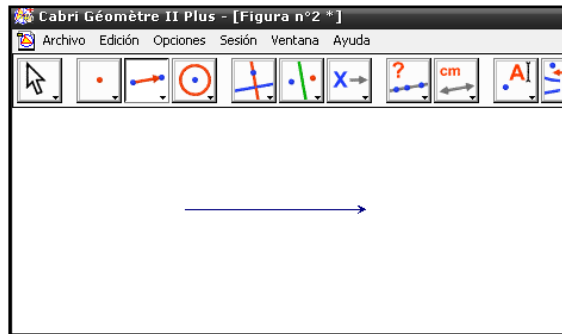 Cabri Géomètre II Plus - [Figura n°2 *]
Archivo Edición Opciones Sesión Ventana Ayuda
X ? cm A